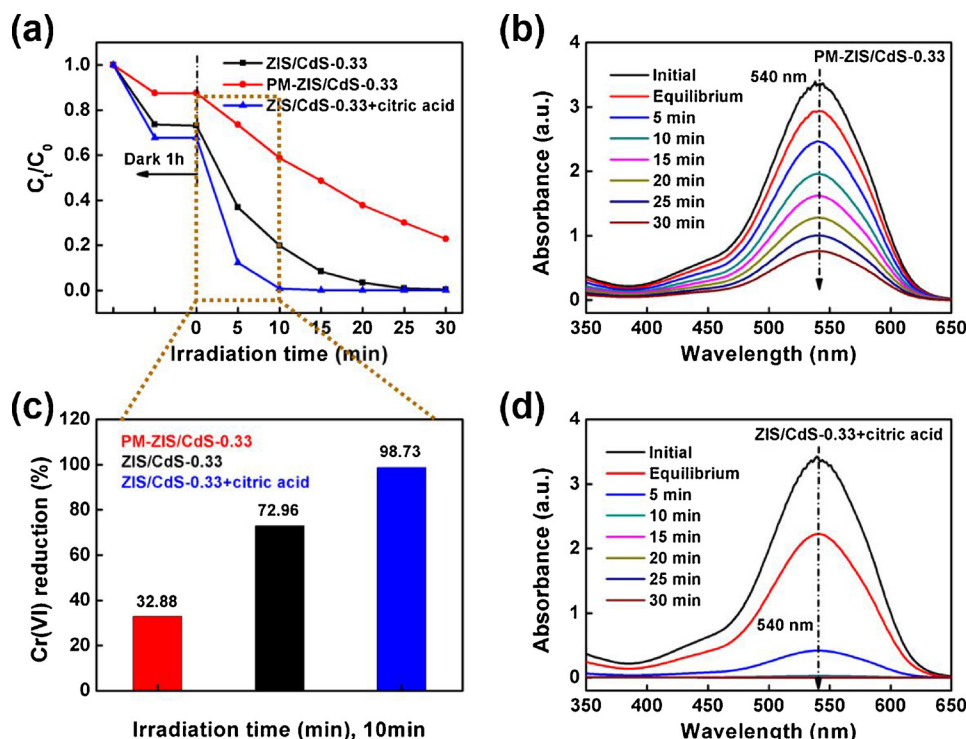 (a)
ZIS/CdS-0.33
PM-ZIS/CdS-0.33
ZIS/CdS-0.33+citric acid
Dark 1h
1.0
0.8
0.6
0.4
0.2
0.0
Ct/C0
0 5 10 15 20 25 30
Irradiation time (min)
(b)
PM-ZIS/CdS-0.33
540 nm
Initial
Equilibrium
5 min
10 min
15 min
20 min
25 min
30 min
4
3
2
1
0
Absorbance (a.u.)
350 400 450 500 550 600 650
Wavelength (nm)
(c)
PM-ZIS/CdS-0.33
ZIS/CdS-0.33
ZIS/CdS-0.33+citric acid
32.88
72.96
98.73
120
100
80
60
40
20
0
Cr(VI) reduction (%)
Irradiation time (min), 10min
(d)
ZIS/CdS-0.33+citric acid
Initial
Equilibrium
5 min
10 min
15 min
20 min
25 min
30 min
540 nm
4
3
2
1
0
Absorbance (a.u.)
350 400 450 500 550 600 650
Wavelength (nm)